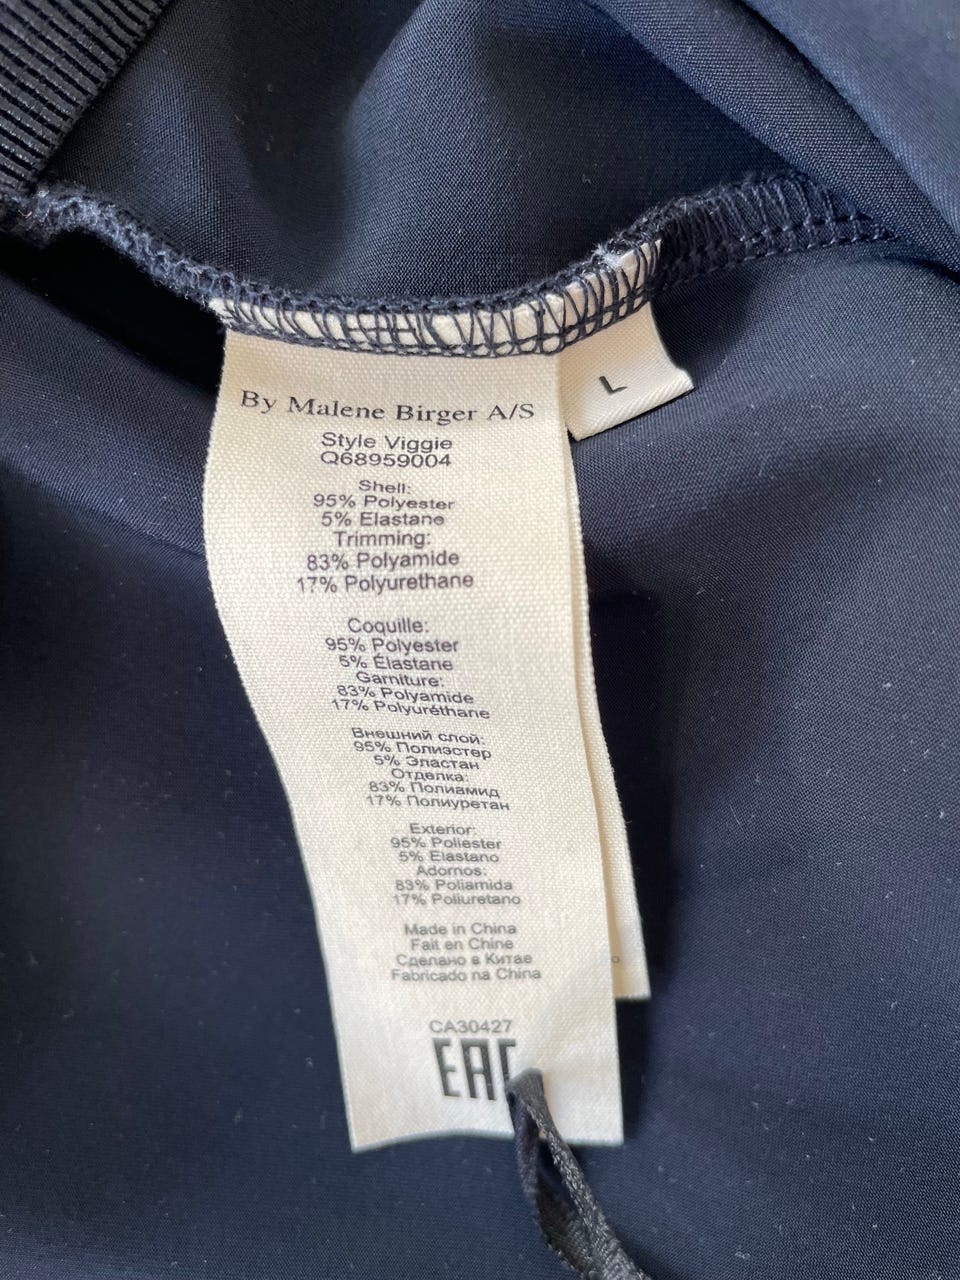 By Malene Birger A/S
L
Style Viggie
Q68959004
Shell:
95% Polyester
5% Elastane
Trimming:
83% Polyamide
17% Polyurethane
Coquille:
95% Polyester
5% Élastane
Garniture:
83% Polyamide
17% Polyuréthane
Внешний слой:
95% Полиэстер
5% Эластан
Отделка:
83% Полиамид
17% Полиуретан
Exterior:
95% Poliester
5% Elastano
Adornos:
83% Poliamida
17% Poliuretano
Made in China
Fait en Chine
Сделано в Китае
Fabricado na China
CA30427
EAC